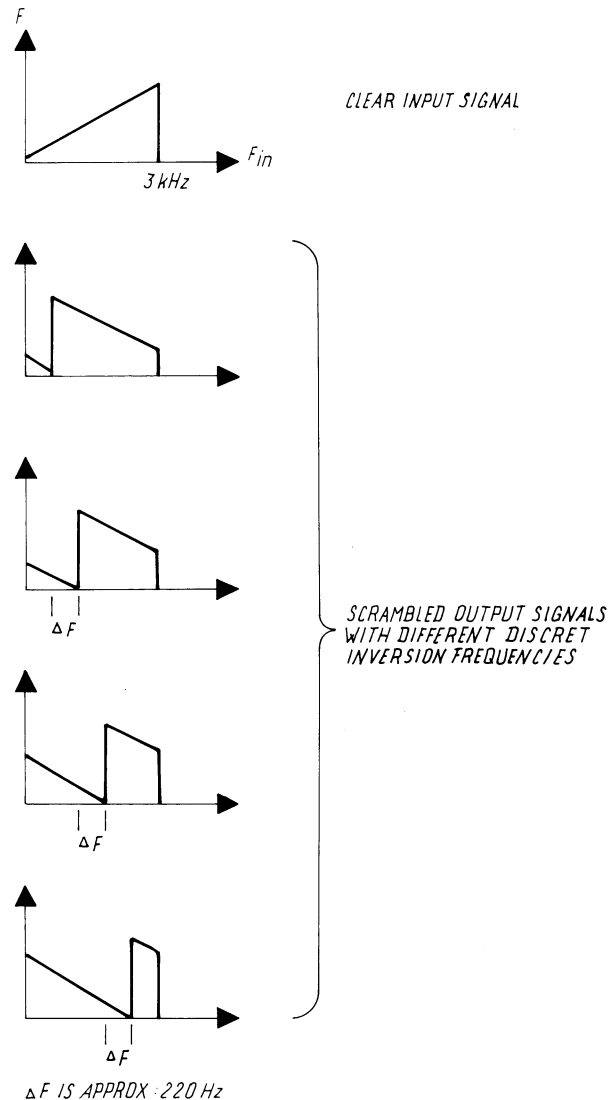 F
CLEAR INPUT SIGNAL
Fin
3 kHz
SCRAMBLED OUTPUT SIGNALS
WITH DIFFERENT DISCRET
INVERSION FREQUENCIES
ΔF
ΔF
ΔF
ΔF IS APPROX : 220 Hz